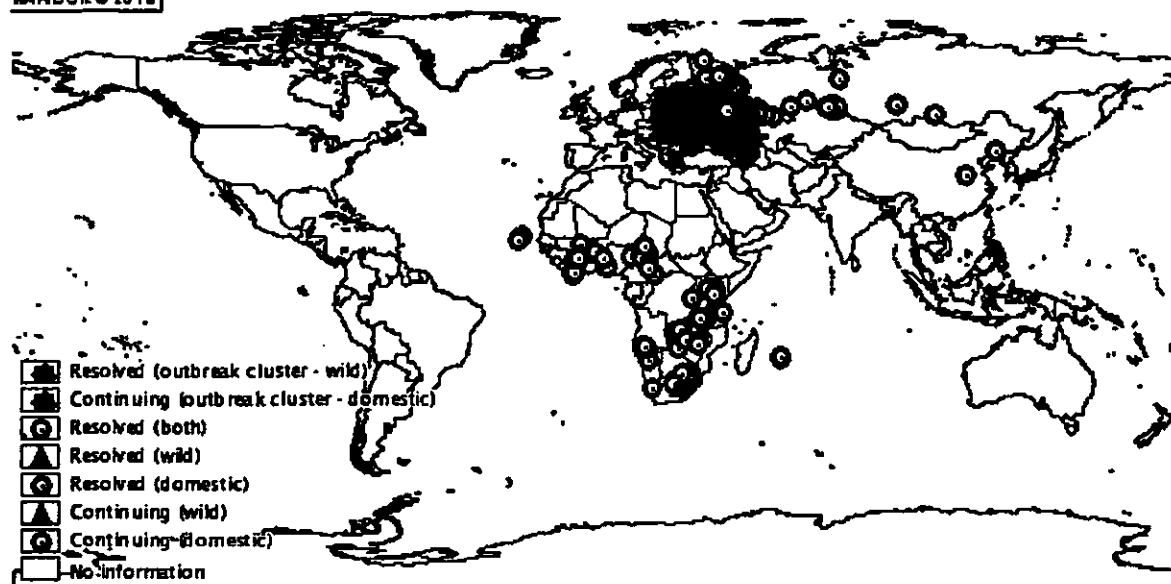 Resolved (outbreak cluster - wild)
Continuing (outbreak cluster - domestic)
Resolved (both)
Resolved (wild)
Resolved (domestic)
Continuing (wild)
Continuing (domestic)
No information